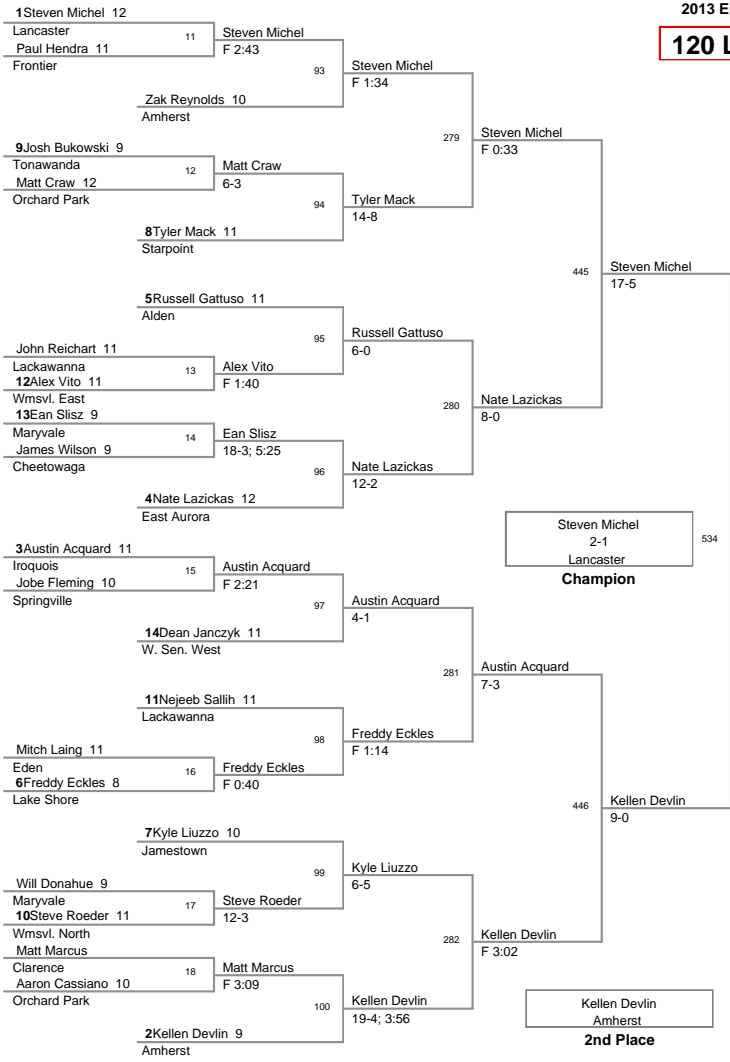 2013 E
120 L
1Steven Michel 12
Lancaster
11
Paul Hendra 11
Frontier
Steven Michel
F 2:43
93
Zak Reynolds 10
Amherst
Steven Michel
F 1:34
9Josh Bukowski 9
Tonawanda
12
Matt Craw 12
Orchard Park
Matt Craw
6-3
94
8Tyler Mack 11
Starpoint
Tyler Mack
14-8
279
Steven Michel
F 0:33
5Russell Gattuso 11
Alden
95
John Reichart 11
Lackawanna
13
12Alex Vito 11
Wmsvl. East
Alex Vito
F 1:40
Russell Gattuso
6-0
13Ean Slisz 9
Maryvale
14
James Wilson 9
Cheetowaga
Ean Slisz
18-3; 5:25
96
4Nate Lazickas 12
East Aurora
Nate Lazickas
12-2
280
Nate Lazickas
8-0
445
Steven Michel
17-5
Steven Michel
2-1
Lancaster
534
Champion
3Austin Acquard 11
Iroquois
15
Jobe Fleming 10
Springville
Austin Acquard
F 2:21
97
14Dean Janczyk 11
W. Sen. West
Austin Acquard
4-1
11Nejeeb Sallih 11
Lackawanna
98
Mitch Laing 11
Eden
16
6Freddy Eckles 8
Lake Shore
Freddy Eckles
F 0:40
Freddy Eckles
F 1:14
281
Austin Acquard
7-3
7Kyle Liuzzo 10
Jamestown
99
Will Donahue 9
Maryvale
17
10Steve Roeder 11
Wmsvl. North
Steve Roeder
12-3
Kyle Liuzzo
6-5
Matt Marcus
Clarence
18
Aaron Cassiano 10
Orchard Park
Matt Marcus
F 3:09
100
2Kellen Devlin 9
Amherst
Kellen Devlin
19-4; 3:56
282
Kellen Devlin
F 3:02
446
Kellen Devlin
9-0
Kellen Devlin
Amherst
2nd Place